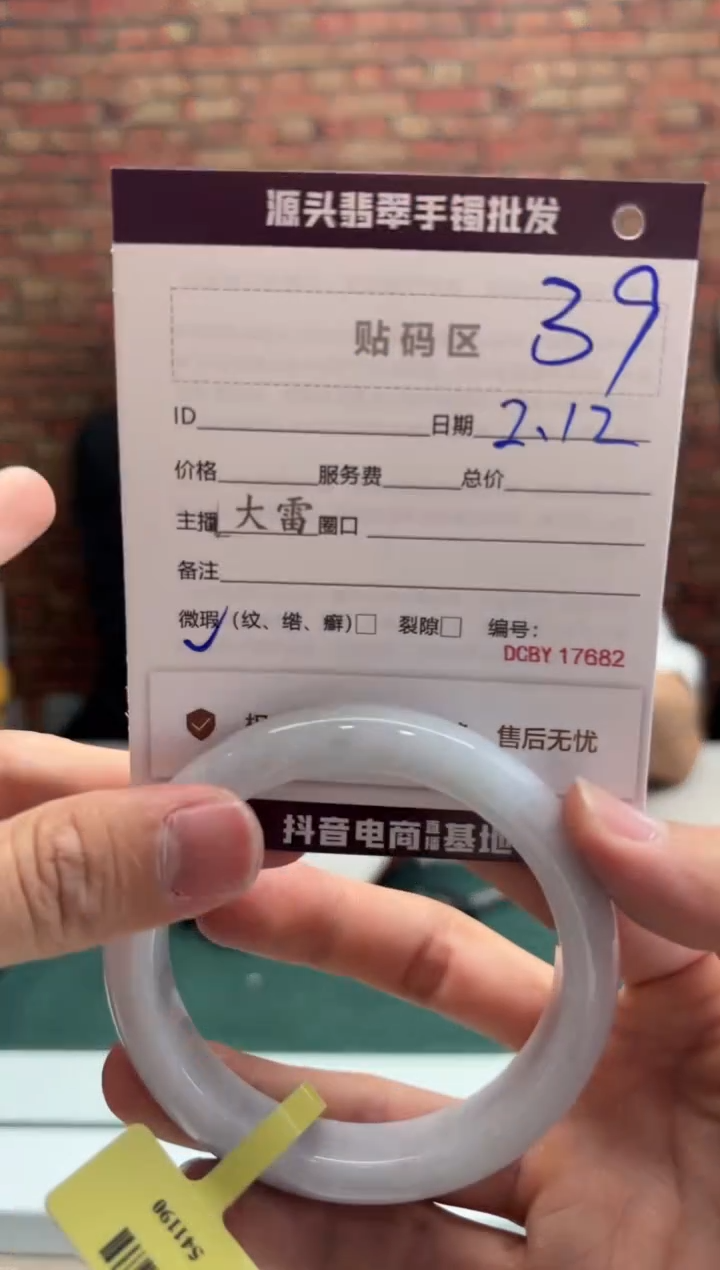 源头翡翠手镯批发
贴码区 39
ID 日期 2.12
价格 服务费 总价
主播 大雷 圈口
备注
微瑕(纹、绺、癣)□ 裂隙□ 编号:
DCBY 17682
售后无忧
抖音电商直播基地
S41190